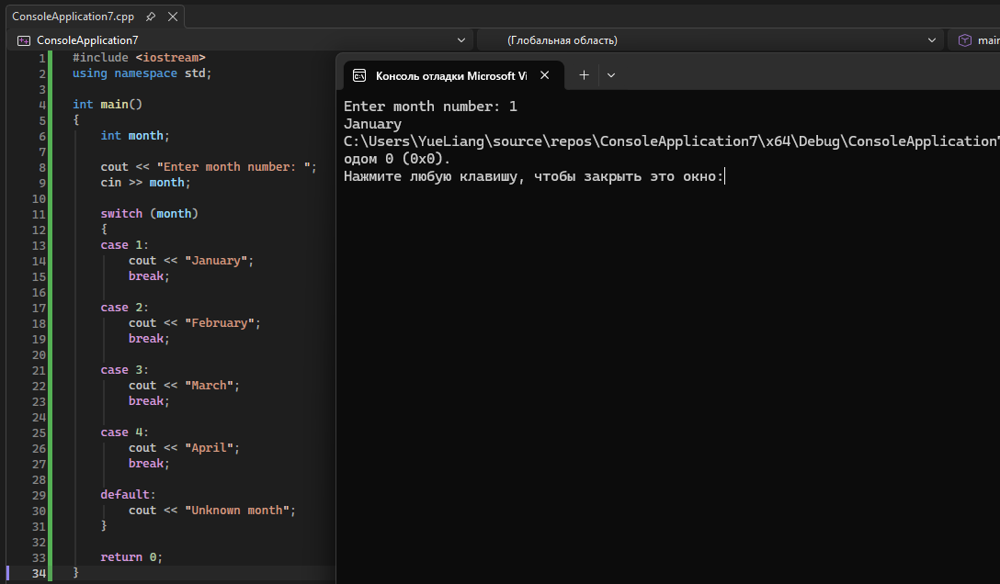 ConsoleApplication7.cpp
ConsoleApplication7
(Глобальная область)
main
1 #include <iostream>
2 using namespace std;
3
4 int main()
5 {
6 int month;
7
8 cout << "Enter month number: ";
9 cin >> month;
10
11 switch (month)
12 {
13 case 1:
14 cout << "January";
15 break;
16
17 case 2:
18 cout << "February";
19 break;
20
21 case 3:
22 cout << "March";
23 break;
24
25 case 4:
26 cout << "April";
27 break;
28
29 default:
30 cout << "Unknown month";
31 }
32
33 return 0;
34 }
Консоль отладки Microsoft Vi
Enter month number: 1
January
C:\Users\YueLiang\source\repos\ConsoleApplication7\x64\Debug\ConsoleApplication7
одом 0 (0x0).
Нажмите любую клавишу, чтобы закрыть это окно: